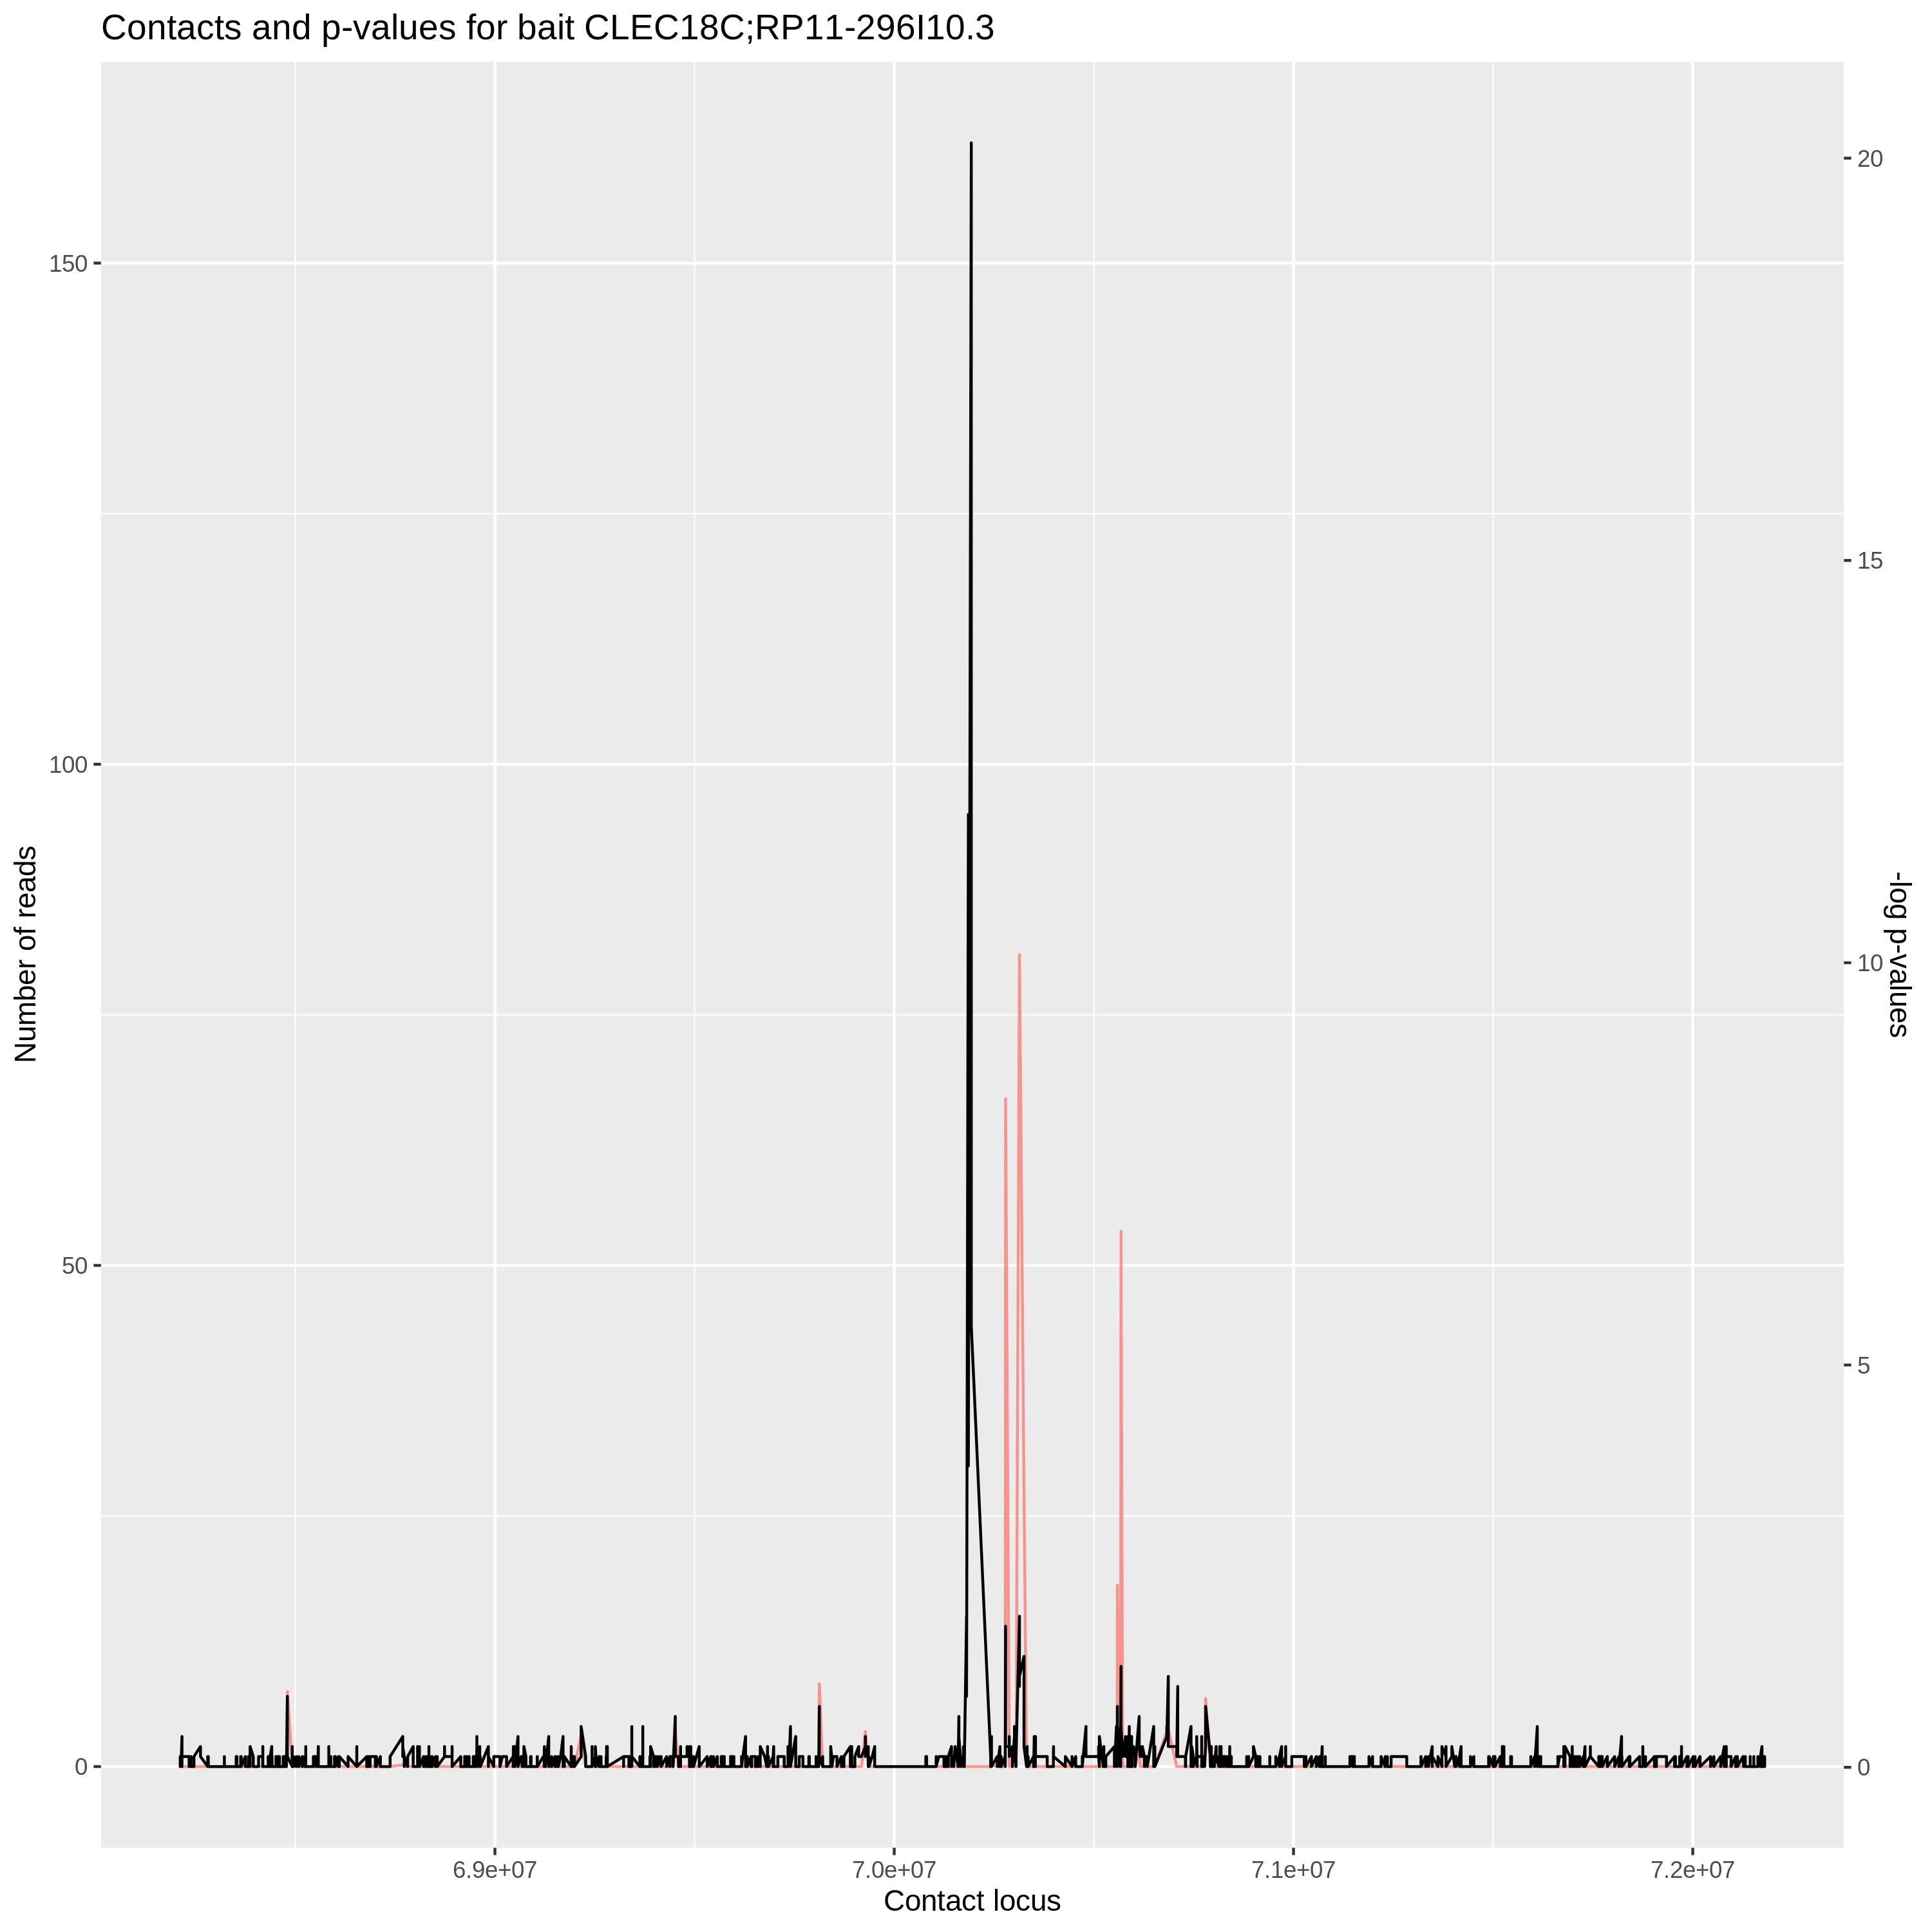 Contacts and p-values for bait CLEC18C;RP11-296I10.3
150
100
50
0
Number of reads
20
15
10
5
0
-log p-values
6.9e+07
7.0e+07
7.1e+07
7.2e+07
Contact locus